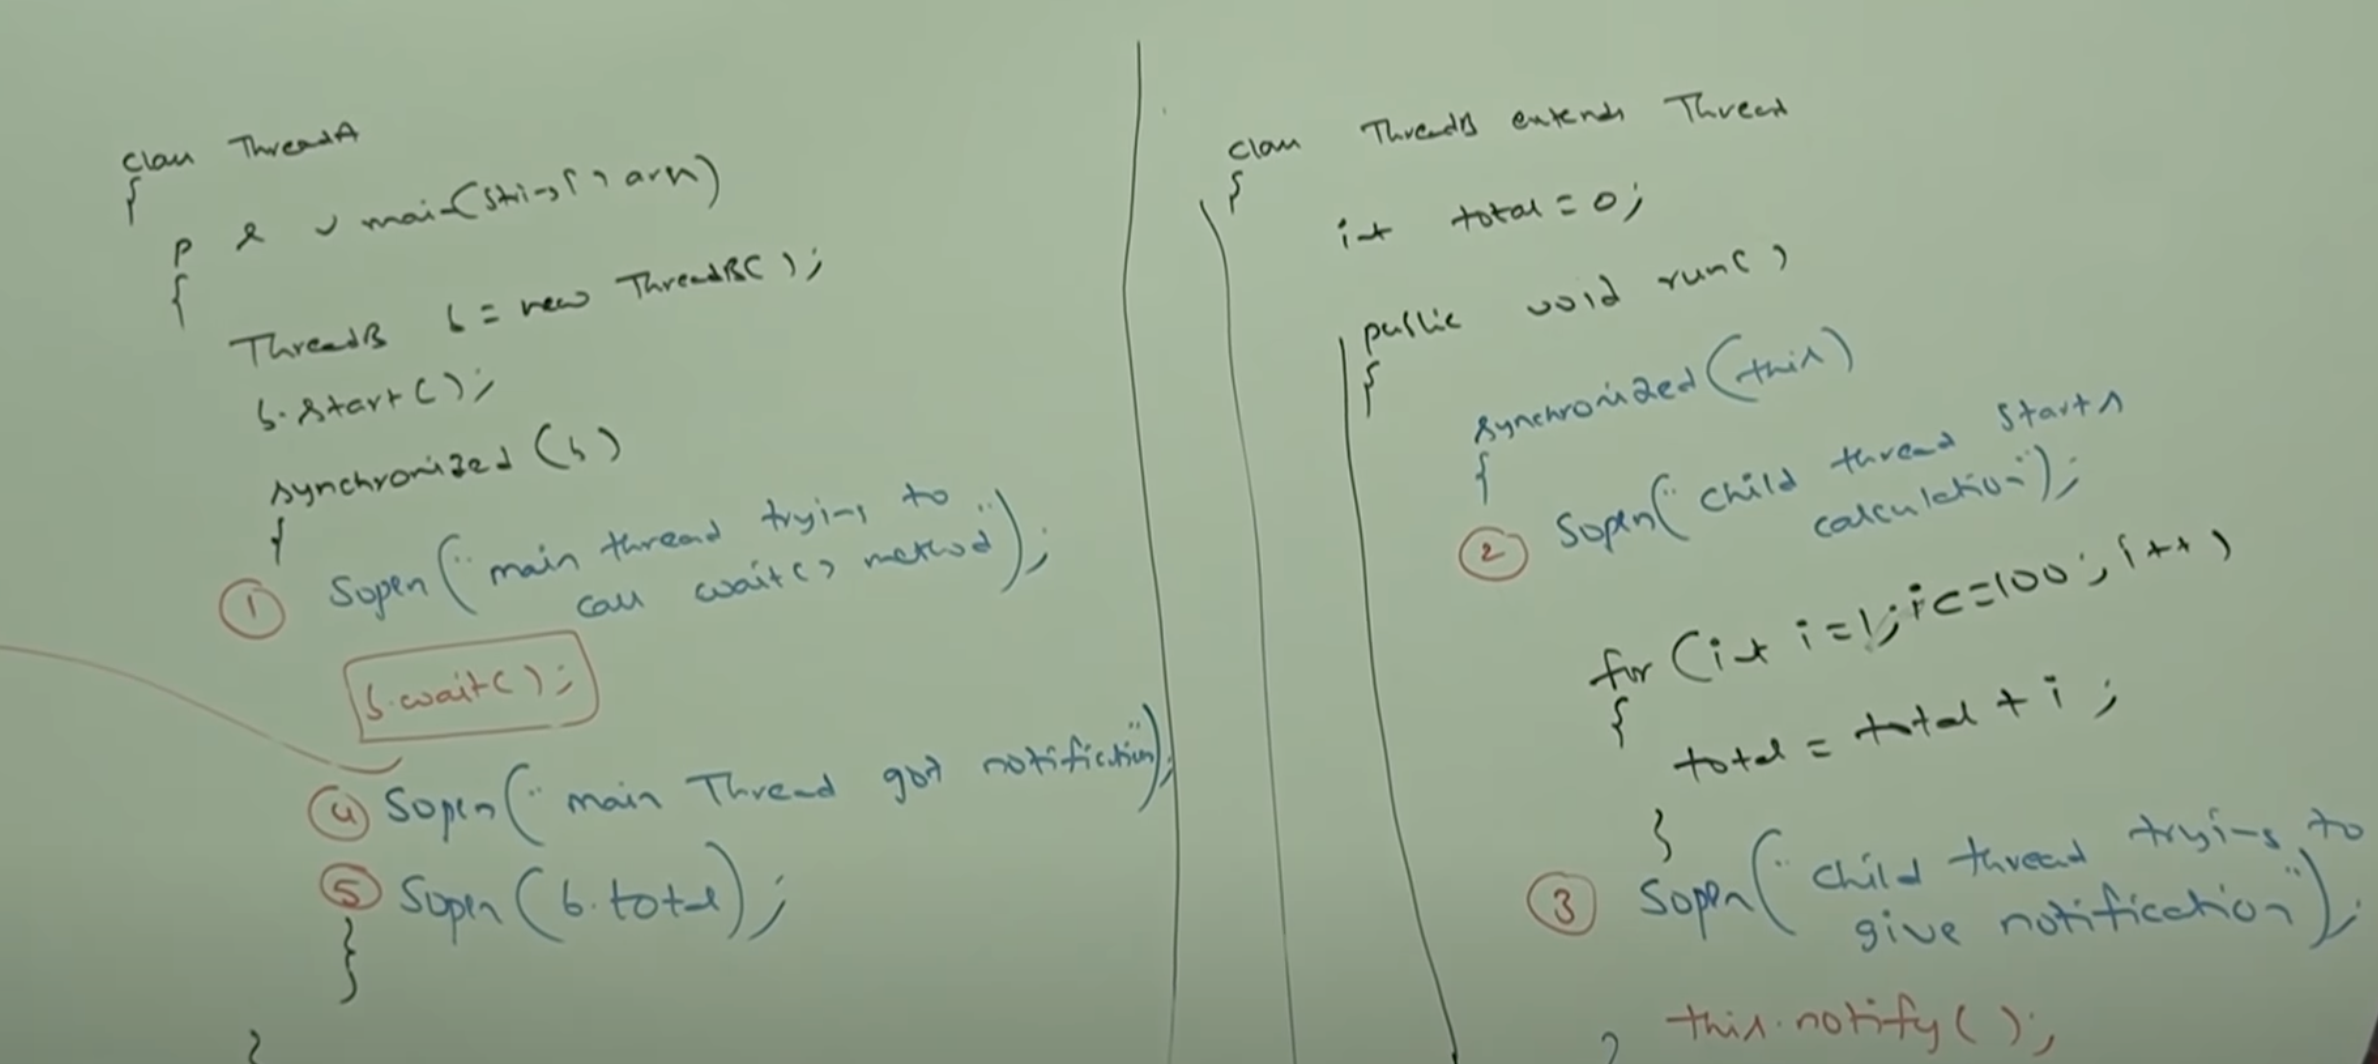 class ThreadA
{
p s v main(String[] args)
{
ThreadB b = new ThreadB();
b.start();
synchronized (b)
{
① Sopln("main thread trying to
call wait() method");
b.wait();
④ Sopln("main Thread got notification");
⑤ Sopln(b.total);
}
}
class ThreadB extends Thread
{
int total = 0;
public void run()
{
synchronized(this)
{
② Sopln("child thread starts
calculation");
for (int i=1; i<=100; i++)
{
total = total + i;
}
③ Sopln("child thread trying to
give notification");
this.notify();
}